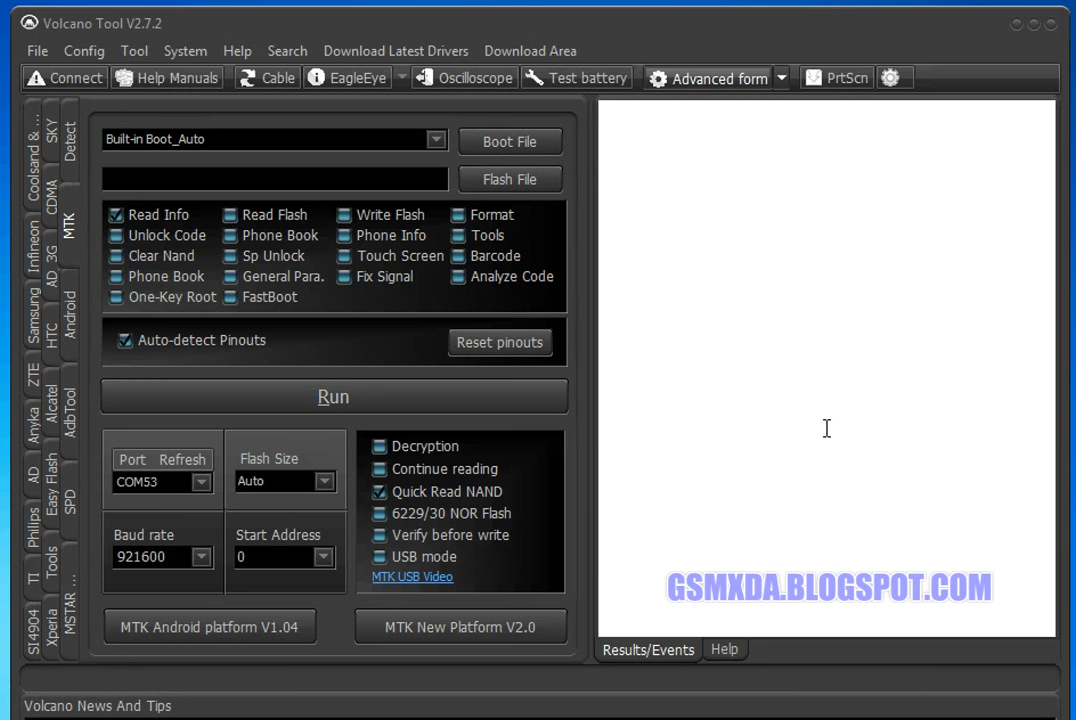 Volcano Tool V2.7.2
File Config Tool System Help Search Download Latest Drivers Download Area
Connect Help Manuals Cable EagleEye Oscilloscope Test battery Advanced form PrtScn
Coolsand & ...
Infineon
Samsung
ZTE
Anyka
AD
Philips
TI
SI4904
SKY
CDMA
AD 3G
HTC
Alcatel
Easy Flash
Tools
Xperia
Detect
MTK
Android
AdbTool
SPD
MSTAR ...
Built-in Boot_Auto
Boot File
Flash File
Read Info Read Flash Write Flash Format
Unlock Code Phone Book Phone Info Tools
Clear Nand Sp Unlock Touch Screen Barcode
Phone Book General Para. Fix Signal Analyze Code
One-Key Root FastBoot
Auto-detect Pinouts Reset pinouts
Run
Port Refresh
COM53
Flash Size
Auto
Baud rate
921600
Start Address
0
Decryption
Continue reading
Quick Read NAND
6229/30 NOR Flash
Verify before write
USB mode
MTK USB Video
MTK Android platform V1.04 MTK New Platform V2.0
GSMXDA.BLOGSPOT.COM
Results/Events Help
Volcano News And Tips